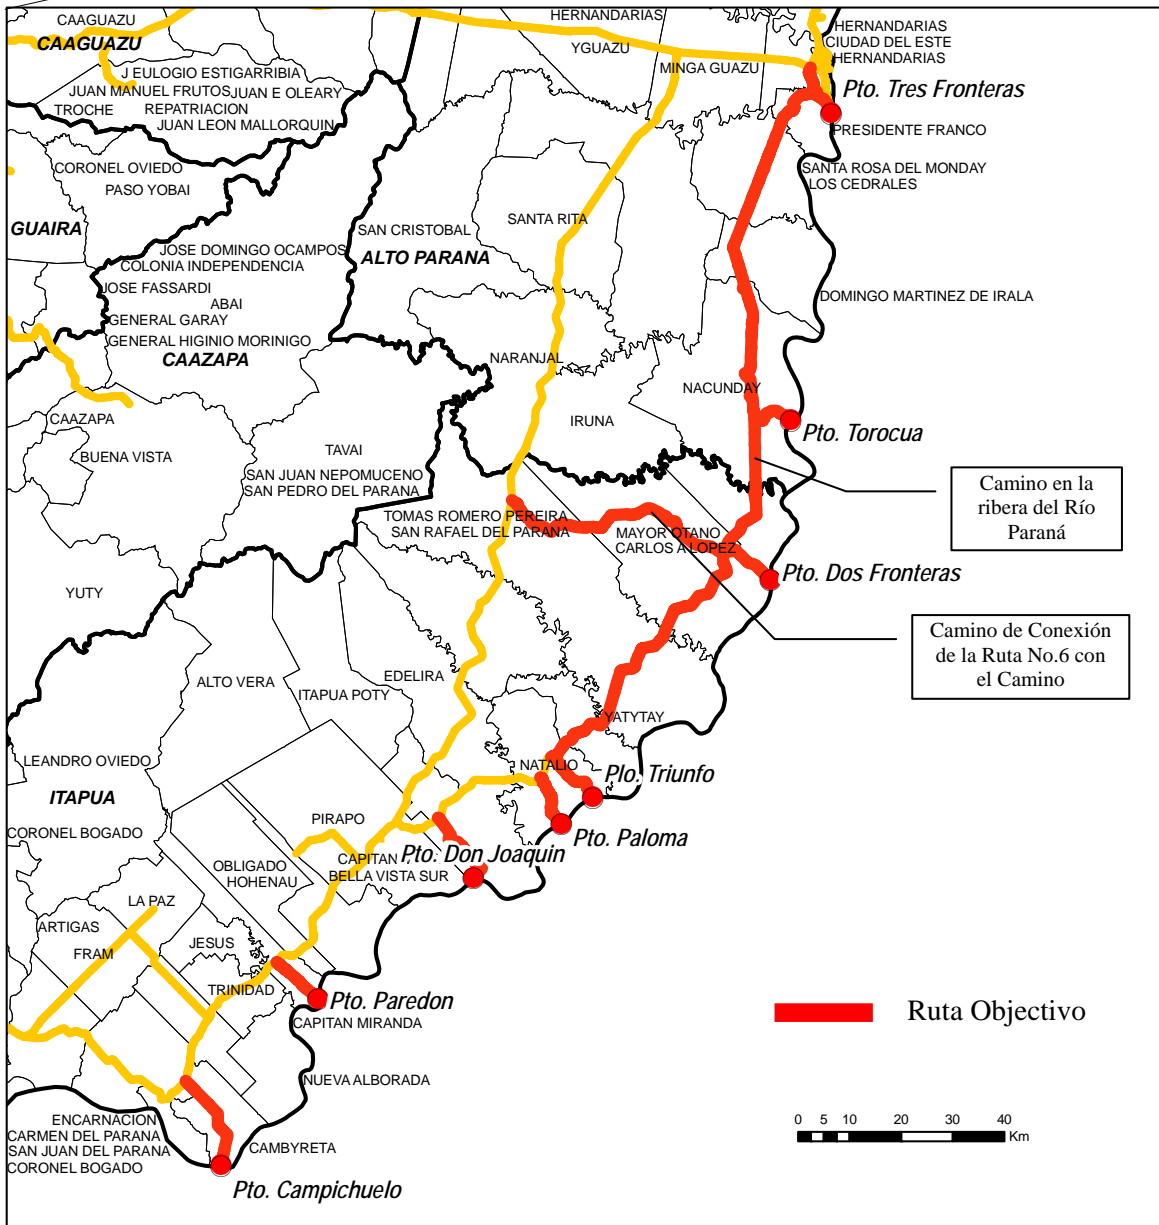 CAAGUAZU
HERNANDARIAS
HERNANDARIAS
CAAGUAZU
YGUAZU
CIUDAD DEL ESTE
HERNANDARIAS
MINGA GUAZU
J EULOGIO ESTIGARRIBIA
JUAN MANUEL FRUTOS
JUAN E OLEARY
Pto. Tres Fronteras
TROCHE
REPATRIACION
JUAN LEON MALLORQUIN
PRESIDENTE FRANCO
CORONEL OVIEDO
SANTA ROSA DEL MONDAY
LOS CEDRALES
PASO YOBAI
GUAIRA
SAN CRISTOBAL
SANTA RITA
JOSE DOMINGO OCAMPOS
ALTO PARANA
COLONIA INDEPENDENCIA
JOSE FASSARDI
ABAI
DOMINGO MARTINEZ DE IRALA
GENERAL GARAY
GENERAL HIGINIO MORINIGO
CAAZAPA
NARANJAL
NACUNDAY
CAAZAPA
IRUNA
Pto. Torocua
BUENA VISTA
TAVAI
SAN JUAN NEPOMUCENO
SAN PEDRO DEL PARANA
Camino en la
ribera del Río
Paraná
TOMAS ROMERO PEREIRA
SAN RAFAEL DEL PARANA
MAYOR OTANO
CARLOS A LOPEZ
Pto. Dos Fronteras
YUTY
Camino de Conexión
de la Ruta No.6 con
el Camino
ALTO VERA
EDELIRA
ITAPUA POTY
YATYTAY
LEANDRO OVIEDO
NATALIO
Plo. Triunfo
ITAPUA
PIRAPO
CORONEL BOGADO
Pto. Paloma
CAPITAN
Pto. Don Joaquin
OBLIGADO
BELLA VISTA SUR
HOHENAU
LA PAZ
ARTIGAS
JESUS
FRAM
TRINIDAD
Pto. Paredon
Ruta Objectivo
CAPITAN MIRANDA
NUEVA ALBORADA
ENCARNACION
CARMEN DEL PARANA
SAN JUAN DEL PARANA
CAMBYRETA
CORONEL BOGADO
0 5 10 20 30 40
Km
Pto. Campichuelo